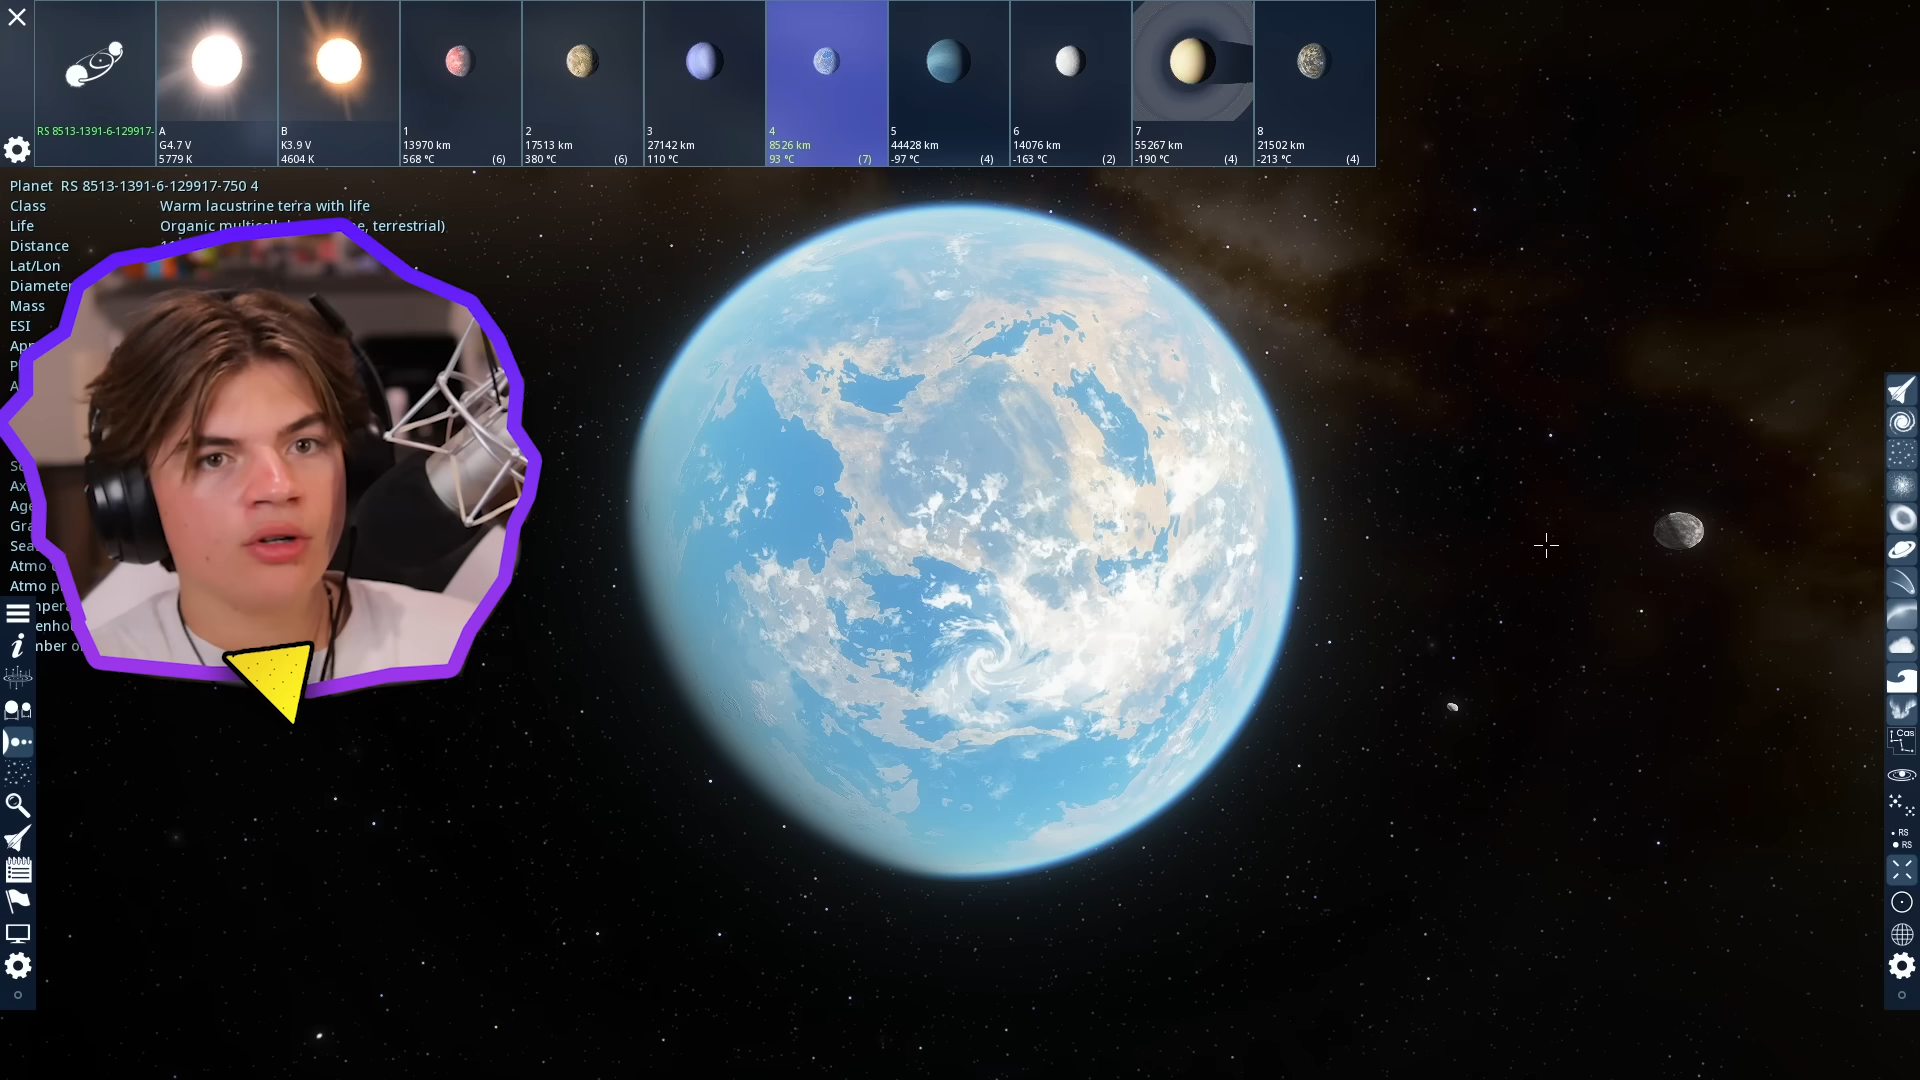 RS 8513-1391-6-129917-
A
G4.7 V
5779 K
B
K3.9 V
4604 K
1
13970 km
568 °C (6)
2
17513 km
380 °C (6)
3
27142 km
110 °C
4
8526 km
93 °C (7)
5
44428 km
-97 °C (4)
6
14076 km
-163 °C (2)
7
55267 km
-190 °C (4)
8
21502 km
-213 °C (4)
Planet RS 8513-1391-6-129917-750 4
Class Warm lacustrine terra with life
Life Organic terrestrial)
Distance
Lat/Lon
Diameter
Mass
ESI
Atmo
Atmo
Cas
RS
RS